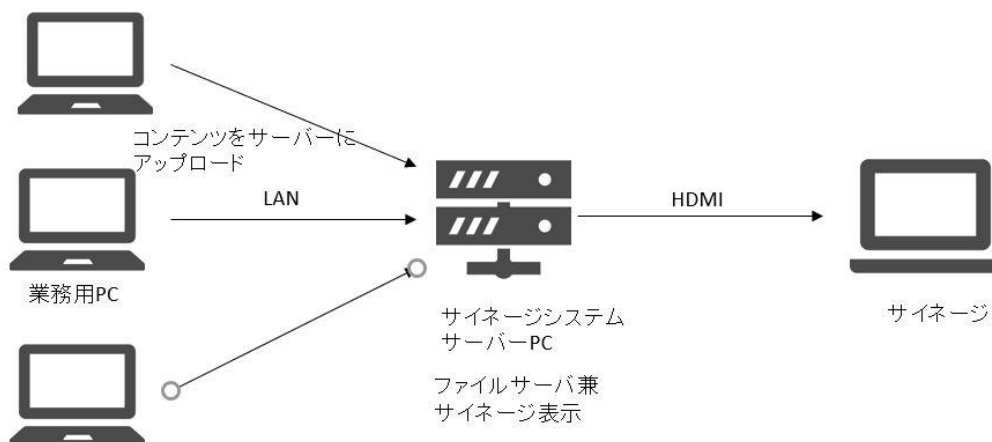 コンテンツをサーバーに
アップロード
LAN
HDMI
業務用PC
サイネージシステム
サーバーPC
サイネージ
ファイルサーバ兼
サイネージ表示